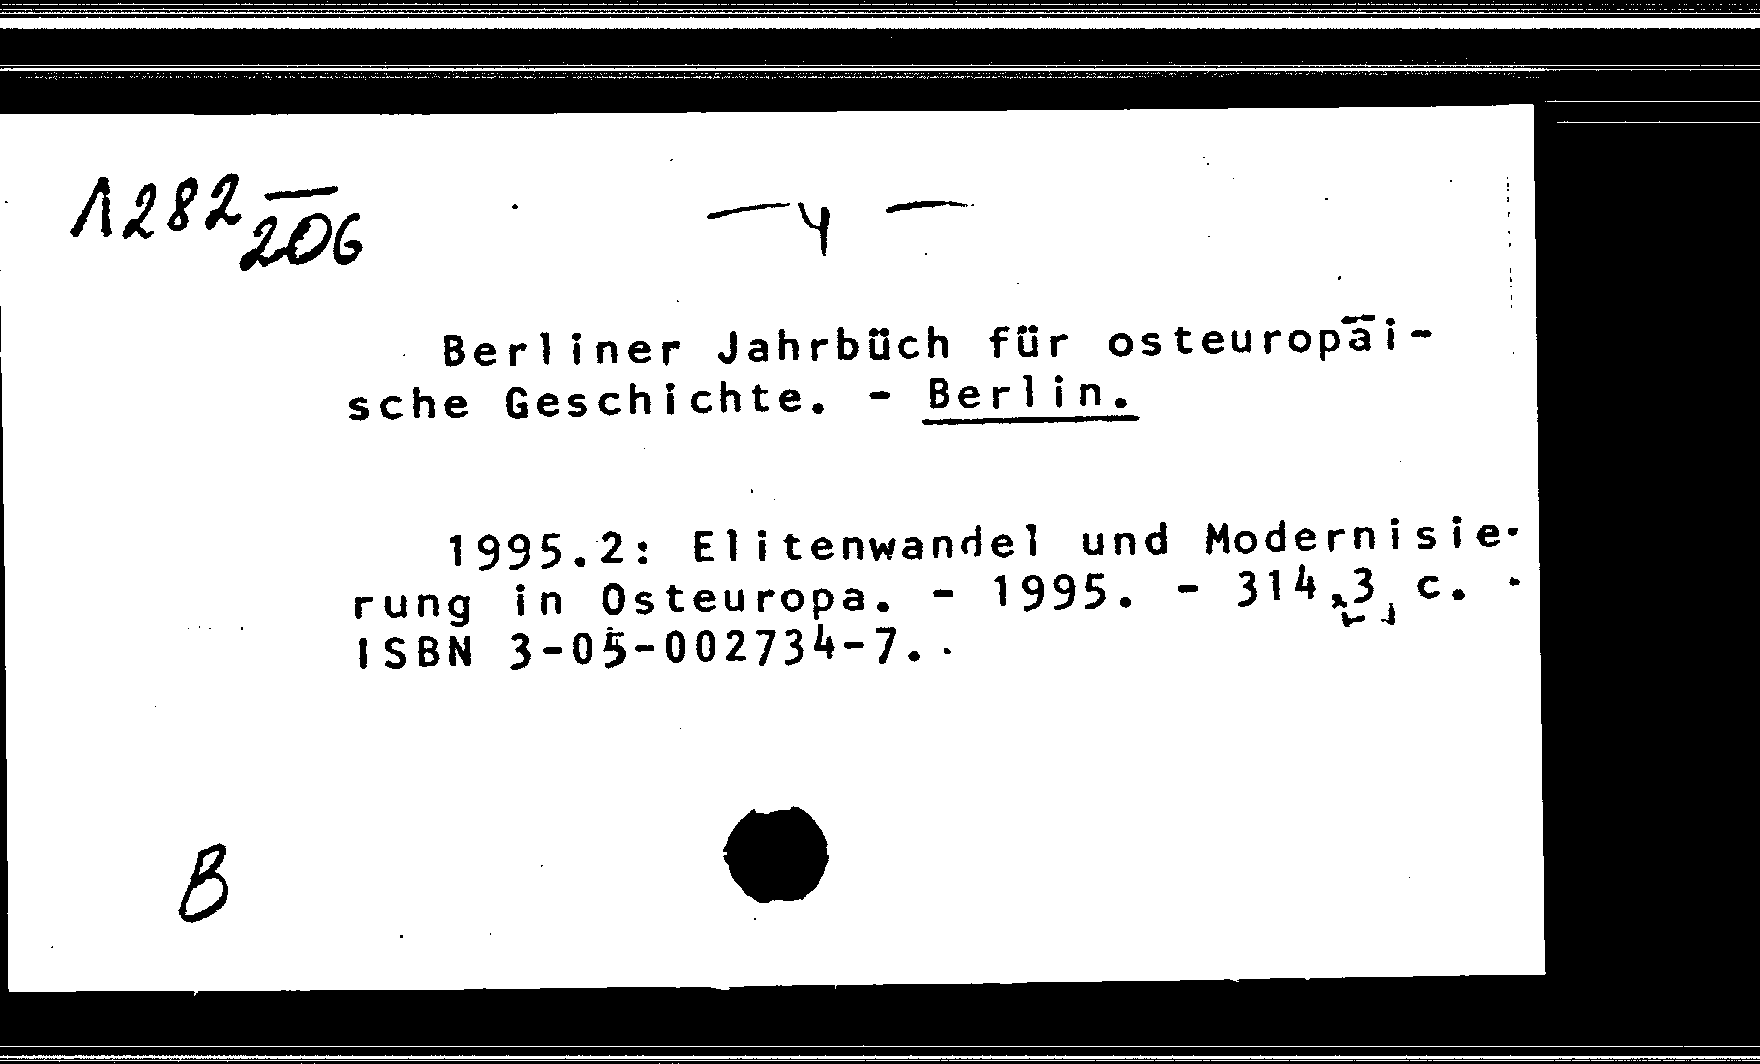 Λ282 206
— 4 —
Berliner Jahrbüch für osteuropäi-
sche Geschichte. - Berlin.
1995.2: Elitenwandel und Modernisie-
rung in Osteuropa. - 1995. - 314,[3] c. -
ISBN 3-05-002734-7.
B